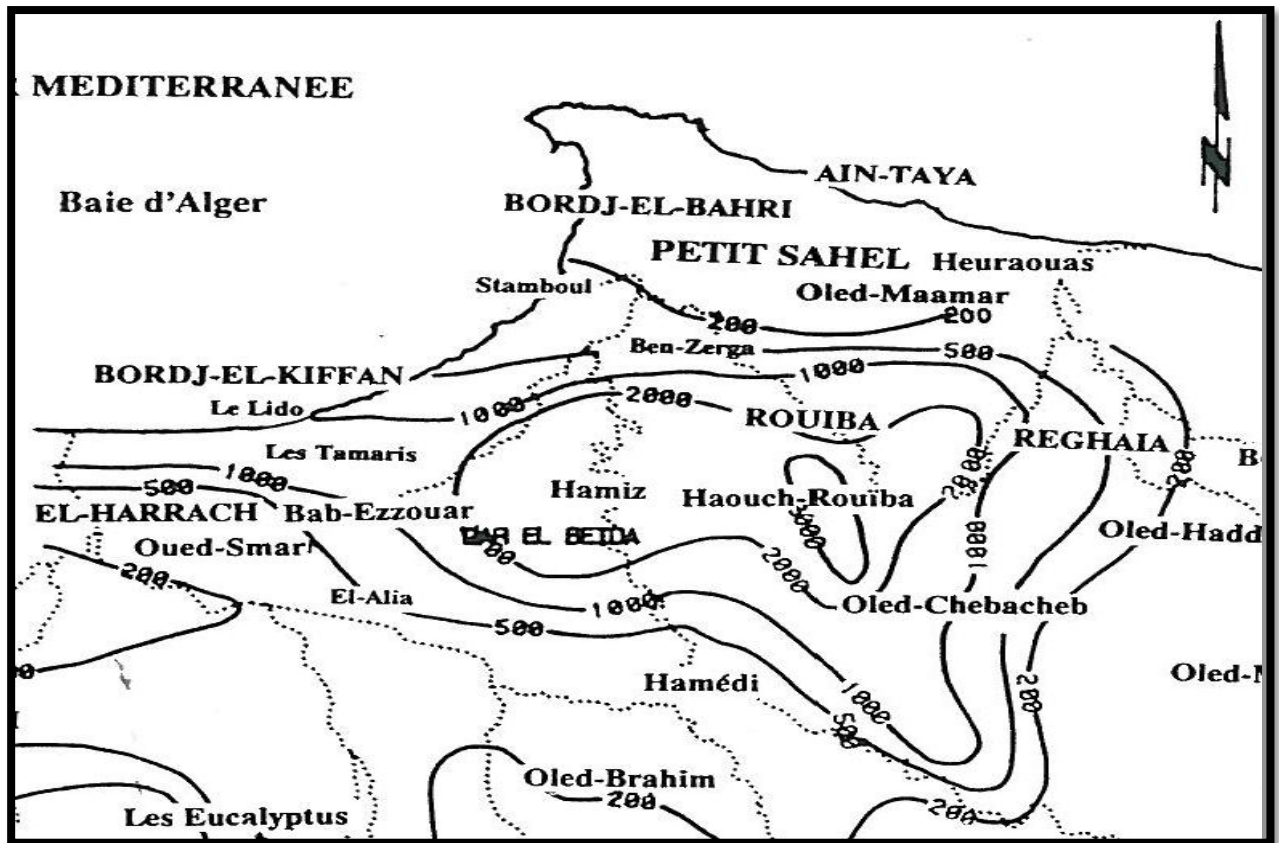 MEDITERRANEE
Baie d'Alger
AIN-TAYA
BORDJ-EL-BAHRI
PETIT SAHEL
Heuraouas
Stamboul
Oled-Maamar
200
200
Ben-Zerga
500
1000
BORDJ-EL-KIFFAN
Le Lido
1000
2000
ROUIBA
REGHAIA
Les Tamaris
1000
500
2000
200
B
Hamiz
Haouch-Rouïba
3000
EL-HARRACH
Bab-Ezzouar
DAR EL BEIDA
Oued-Smar
Oled-Hadd
200
2000
1000
El-Alia
1000
Oled-Chebacheb
500
Hamédi
1000
200
Oled-
500
Oled-Brahim
200
200
Les Eucalyptus